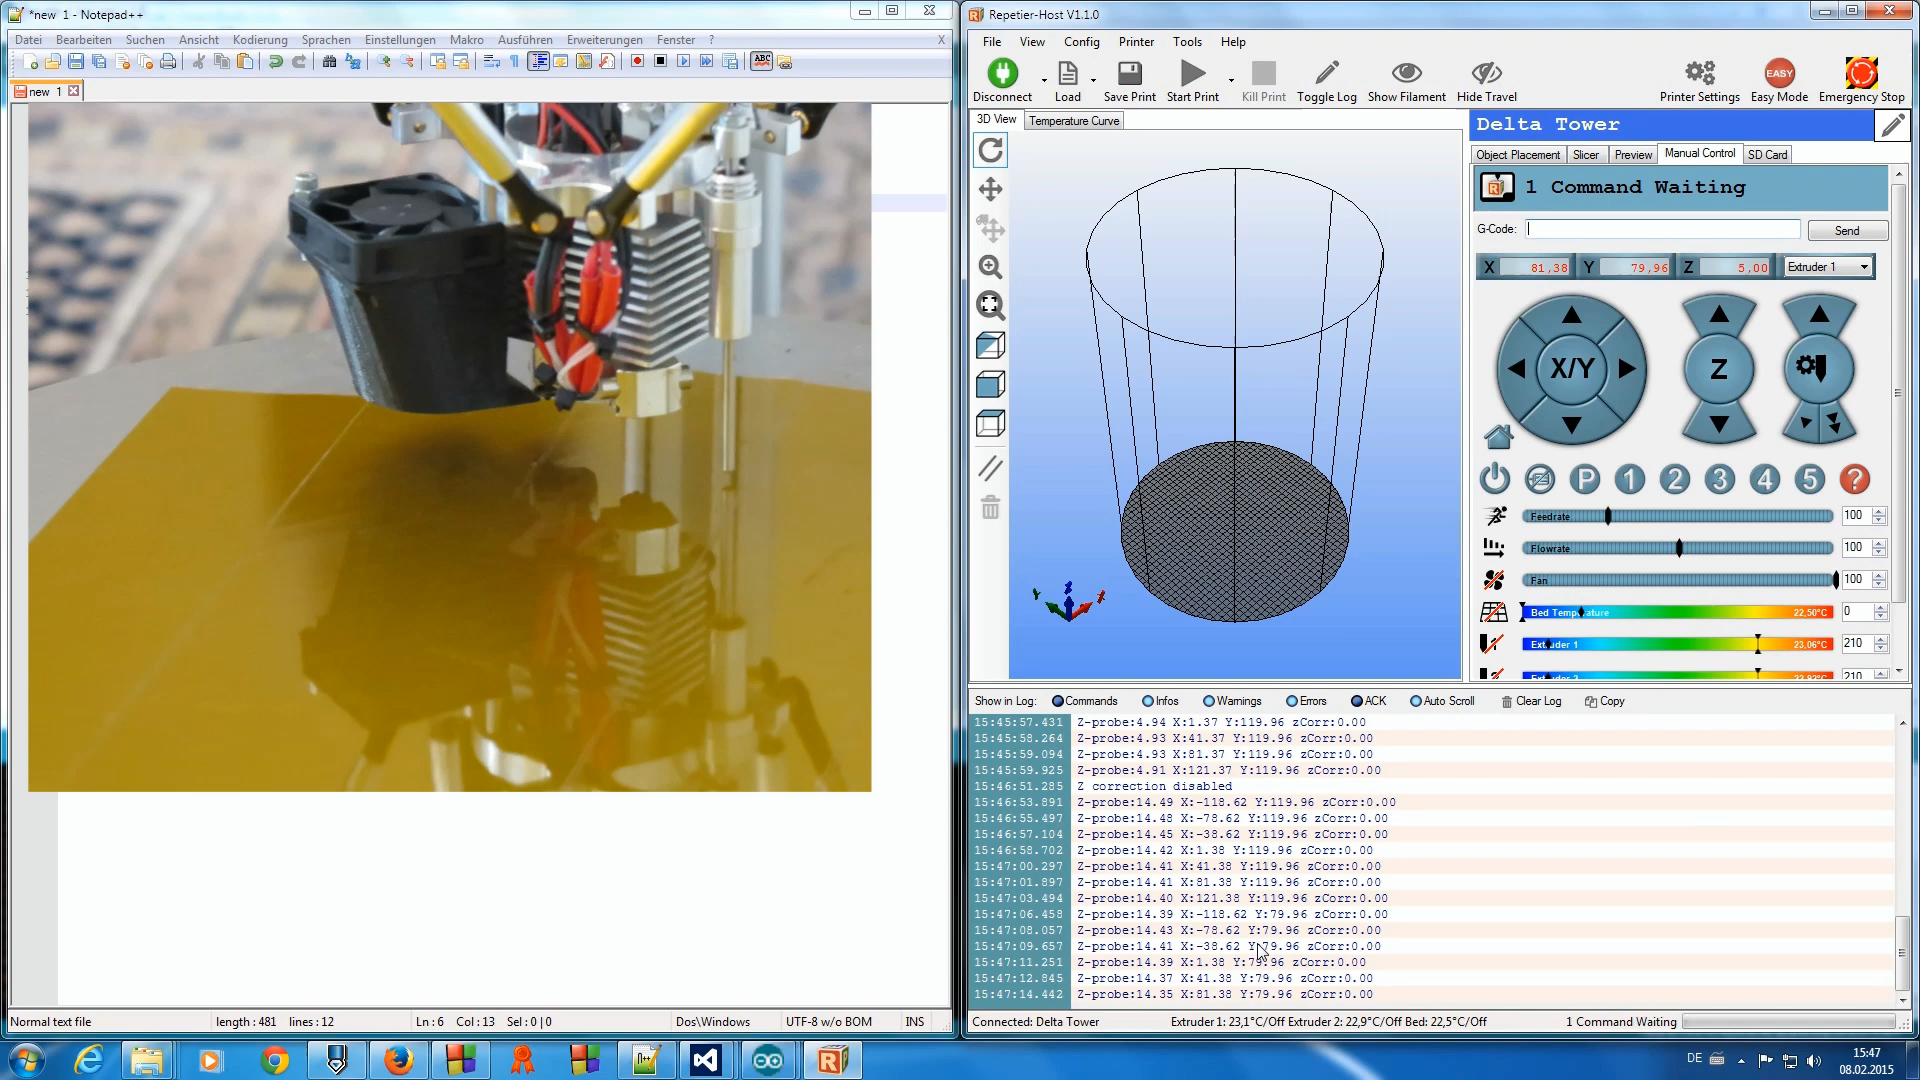 *new  1 - Notepad++
Datei Bearbeiten Suchen Ansicht Kodierung Sprachen Einstellungen Makro Ausführen Erweiterungen Fenster ? X
ABC
new  1
Normal text file length : 481 lines : 12 Ln : 6 Col : 13 Sel : 0 | 0 Dos\Windows UTF-8 w/o BOM INS
Repetier-Host V1.1.0
File View Config Printer Tools Help
EASY
Disconnect Load Save Print Start Print Kill Print Toggle Log Show Filament Hide Travel Printer Settings Easy Mode Emergency Stop
3D View Temperature Curve
Delta Tower
Object Placement Slicer Preview Manual Control SD Card
1 Command Waiting
G-Code: Send
X 81,38 Y 79,96 Z 5,00 Extruder 1
X/Y Z
P 1 2 3 4 5 ?
Feedrate 100
Flowrate 100
Fan 100
Bed Temperature 22,50°C 0
Extruder 1 23,06°C 210
Extruder 2 22,93°C 210
Show in Log: Commands Infos Warnings Errors ACK Auto Scroll Clear Log Copy
15:45:57.431 Z-probe:4.94 X:1.37 Y:119.96 zCorr:0.00
15:45:58.264 Z-probe:4.93 X:41.37 Y:119.96 zCorr:0.00
15:45:59.094 Z-probe:4.93 X:81.37 Y:119.96 zCorr:0.00
15:45:59.925 Z-probe:4.91 X:121.37 Y:119.96 zCorr:0.00
15:46:51.285 Z correction disabled
15:46:53.891 Z-probe:14.49 X:-118.62 Y:119.96 zCorr:0.00
15:46:55.497 Z-probe:14.48 X:-78.62 Y:119.96 zCorr:0.00
15:46:57.104 Z-probe:14.45 X:-38.62 Y:119.96 zCorr:0.00
15:46:58.702 Z-probe:14.42 X:1.38 Y:119.96 zCorr:0.00
15:47:00.297 Z-probe:14.41 X:41.38 Y:119.96 zCorr:0.00
15:47:01.897 Z-probe:14.41 X:81.38 Y:119.96 zCorr:0.00
15:47:03.494 Z-probe:14.40 X:121.38 Y:119.96 zCorr:0.00
15:47:06.458 Z-probe:14.39 X:-118.62 Y:79.96 zCorr:0.00
15:47:08.057 Z-probe:14.43 X:-78.62 Y:79.96 zCorr:0.00
15:47:09.657 Z-probe:14.41 X:-38.62 Y:79.96 zCorr:0.00
15:47:11.251 Z-probe:14.39 X:1.38 Y:79.96 zCorr:0.00
15:47:12.845 Z-probe:14.37 X:41.38 Y:79.96 zCorr:0.00
15:47:14.442 Z-probe:14.35 X:81.38 Y:79.96 zCorr:0.00
Connected: Delta Tower Extruder 1: 23,1°C/Off Extruder 2: 22,9°C/Off Bed: 22,5°C/Off 1 Command Waiting
DE 15:47
08.02.2015